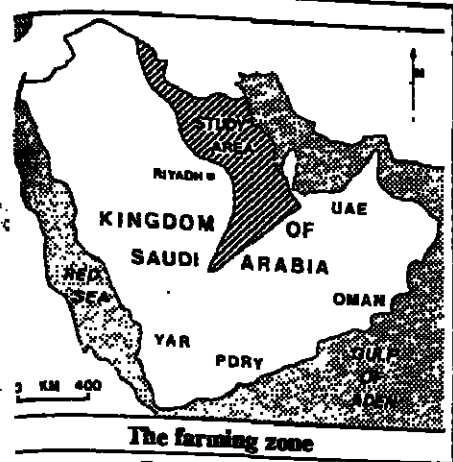 N
STUDY
AREA
RIYADH
UAE
KINGDOM OF
SAUDI ARABIA
RED
SEA
OMAN
YAR
PDRY
GULF
OF
ADEN
KM 400
The farming zone